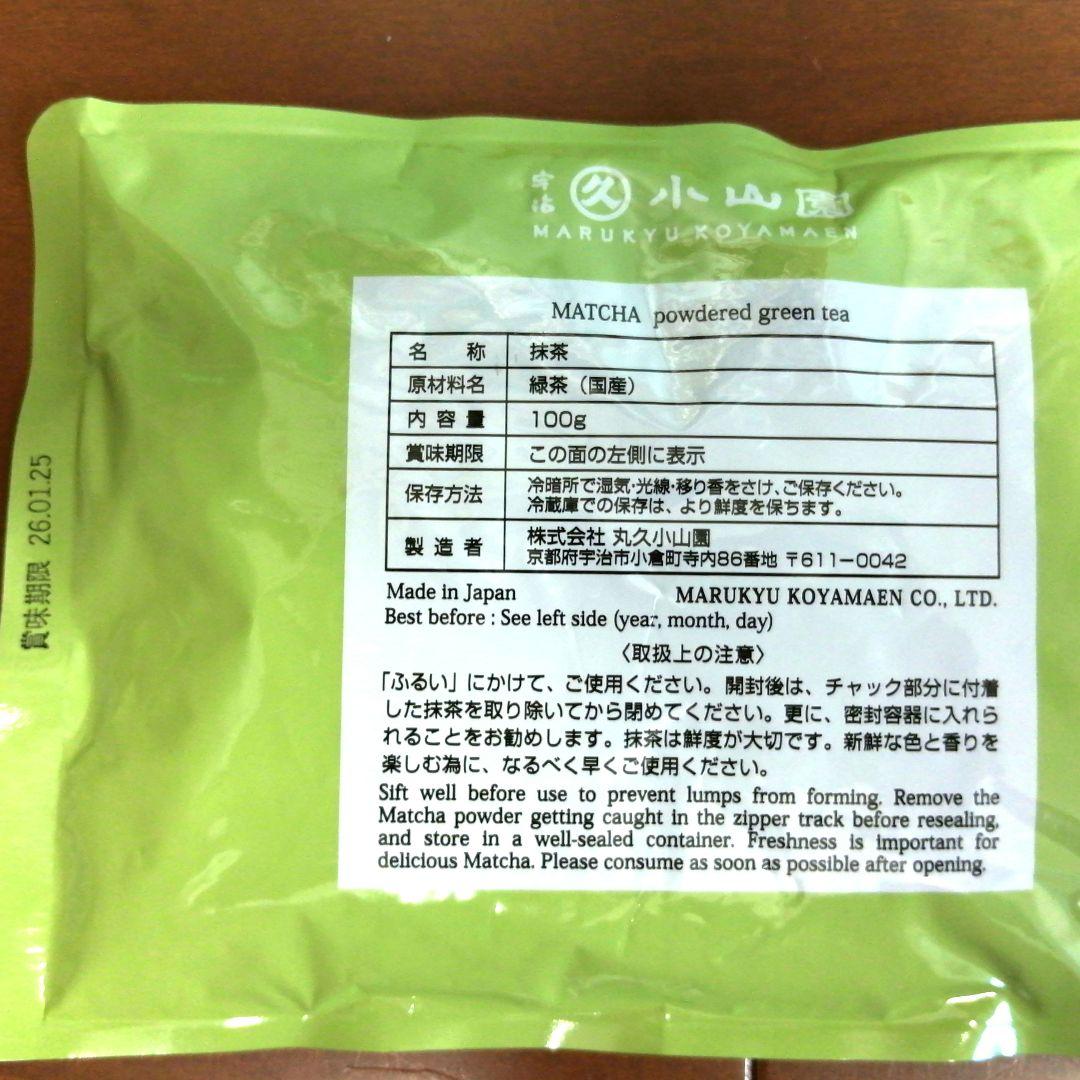 宇治 久 小山園
MARUKYU KOYAMAEN
MATCHA powdered green tea
名 称 抹茶
原材料名 緑茶（国産）
内容量 100g
賞味期限 この面の左側に表示
保存方法 冷暗所で湿気・光線・移り香をさけ、ご保存ください。
冷蔵庫での保存は、より鮮度を保ちます。
製造者 株式会社 丸久小山園
京都府宇治市小倉町寺内86番地 〒611－0042
Made in Japan MARUKYU KOYAMAEN CO., LTD.
Best before : See left side (year, month, day)
〈取扱上の注意〉
「ふるい」にかけて、ご使用ください。開封後は、チャック部分に付着
した抹茶を取り除いてから閉めてください。更に、密封容器に入れら
れることをお勧めします。抹茶は鮮度が大切です。新鮮な色と香りを
楽しむ為に、なるべく早くご使用ください。
Sift well before use to prevent lumps from forming. Remove the
Matcha powder getting caught in the zipper track before resealing,
and store in a well-sealed container. Freshness is important for
delicious Matcha. Please consume as soon as possible after opening.
賞味期限 26.01.25